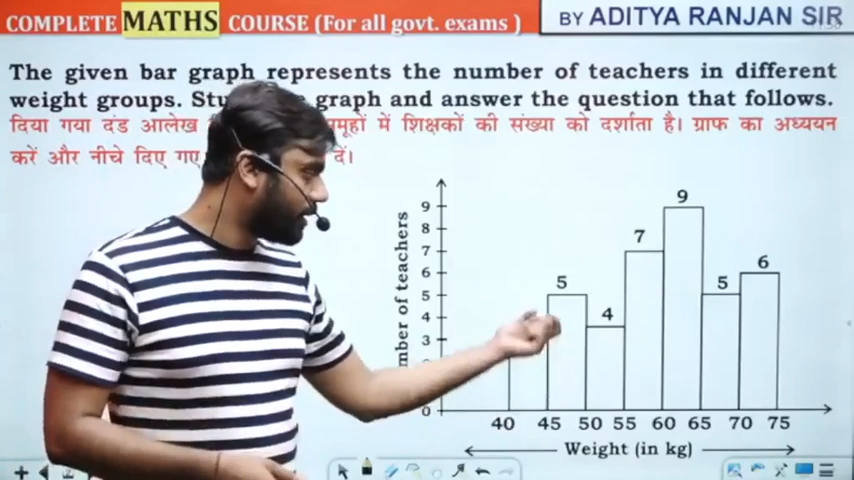 COMPLETE MATHS COURSE (For all govt. exams)
BY ADITYA RANJAN SIR
The given bar graph represents the number of teachers in different
weight groups. graph and answer the question that follows.
दिया गया दंड आलेख में शिक्षकों की संख्या को दर्शाता है। ग्राफ का अध्ययन
करें और नीचे दिए गए दें।
9
8
7
6
5
4
3
0
of teachers
5
4
7
9
5
6
40 45 50 55 60 65 70 75
Weight (in kg)